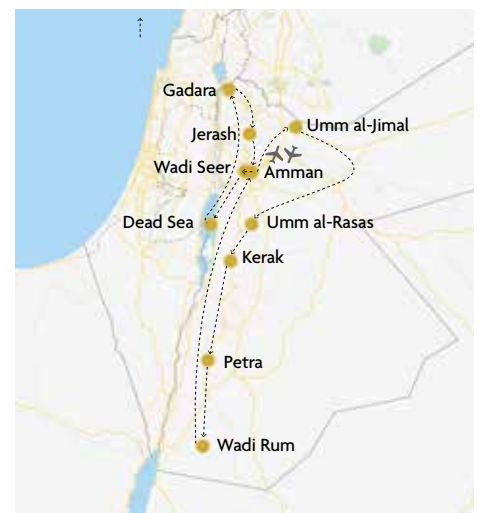 Gadara
Jerash
Umm al-Jimal
Wadi Seer
Amman
Dead Sea
Umm al-Rasas
Kerak
Petra
Wadi Rum